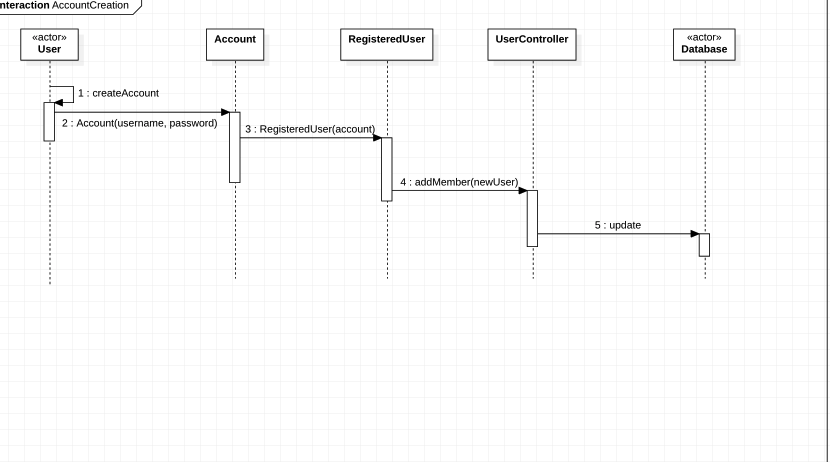 nteraction AccountCreation
«actor»
User
Account
RegisteredUser
UserController
«actor»
Database
1 : createAccount
2 : Account(username, password)
3 : RegisteredUser(account)
4 : addMember(newUser)
5 : update